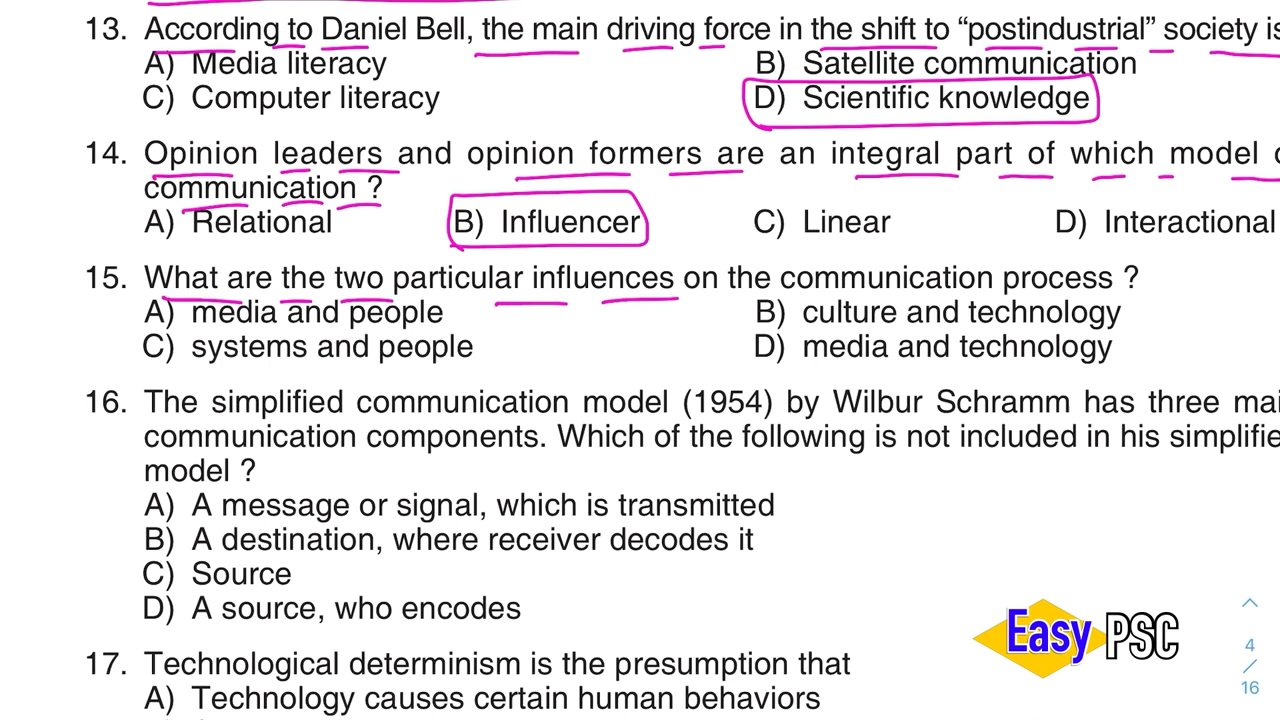 13. According to Daniel Bell, the main driving force in the shift to “postindustrial” society is
A) Media literacy B) Satellite communication
C) Computer literacy D) Scientific knowledge
14. Opinion leaders and opinion formers are an integral part of which model
communication ?
A) Relational B) Influencer C) Linear D) Interactional
15. What are the two particular influences on the communication process ?
A) media and people B) culture and technology
C) systems and people D) media and technology
16. The simplified communication model (1954) by Wilbur Schramm has three
communication components. Which of the following is not included in his
model ?
A) A message or signal, which is transmitted
B) A destination, where receiver decodes it
C) Source
D) A source, who encodes
17. Technological determinism is the presumption that
A) Technology causes certain human behaviors
Easy PSC
4
/
16